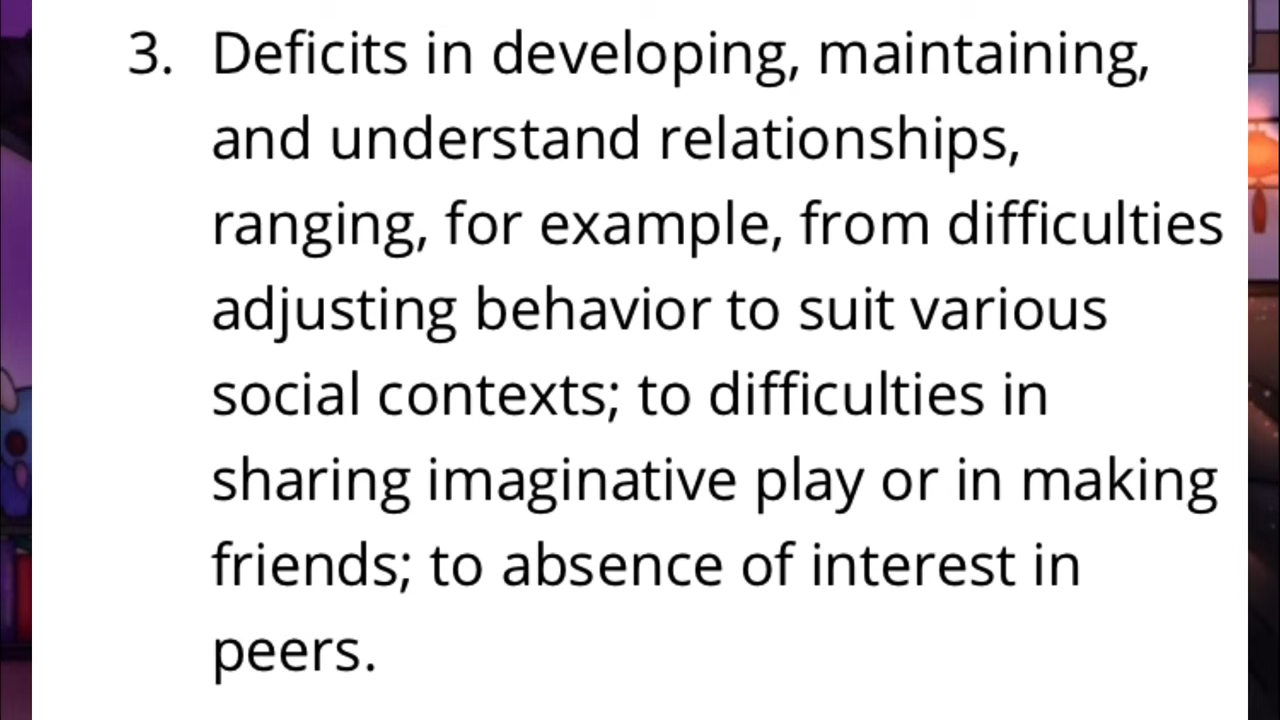 3. Deficits in developing, maintaining,
and understand relationships,
ranging, for example, from difficulties
adjusting behavior to suit various
social contexts; to difficulties in
sharing imaginative play or in making
friends; to absence of interest in
peers.